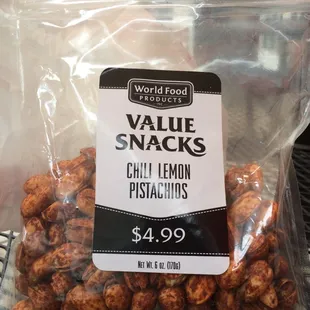 World Food
PRODUCTS
VALUE
SNACKS
CHILI LEMON
PISTACHIOS
$4.99
NET WT. 6 OZ. (170g)